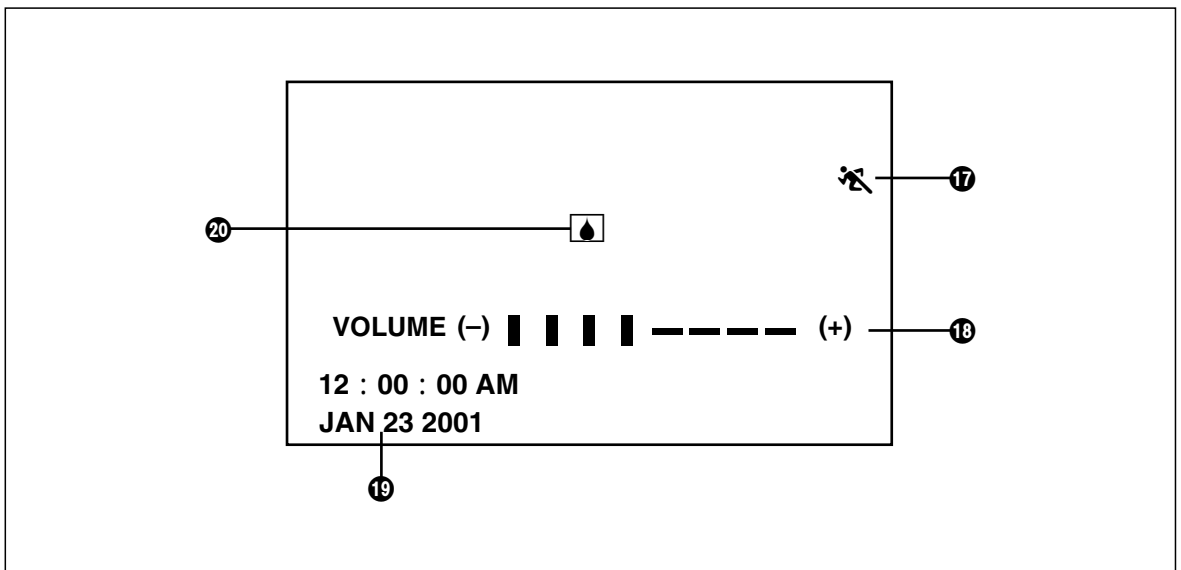 ⓱
⓴
VOLUME (–) (+)
⓲
12 : 00 : 00 AM
JAN 23 2001
⓳